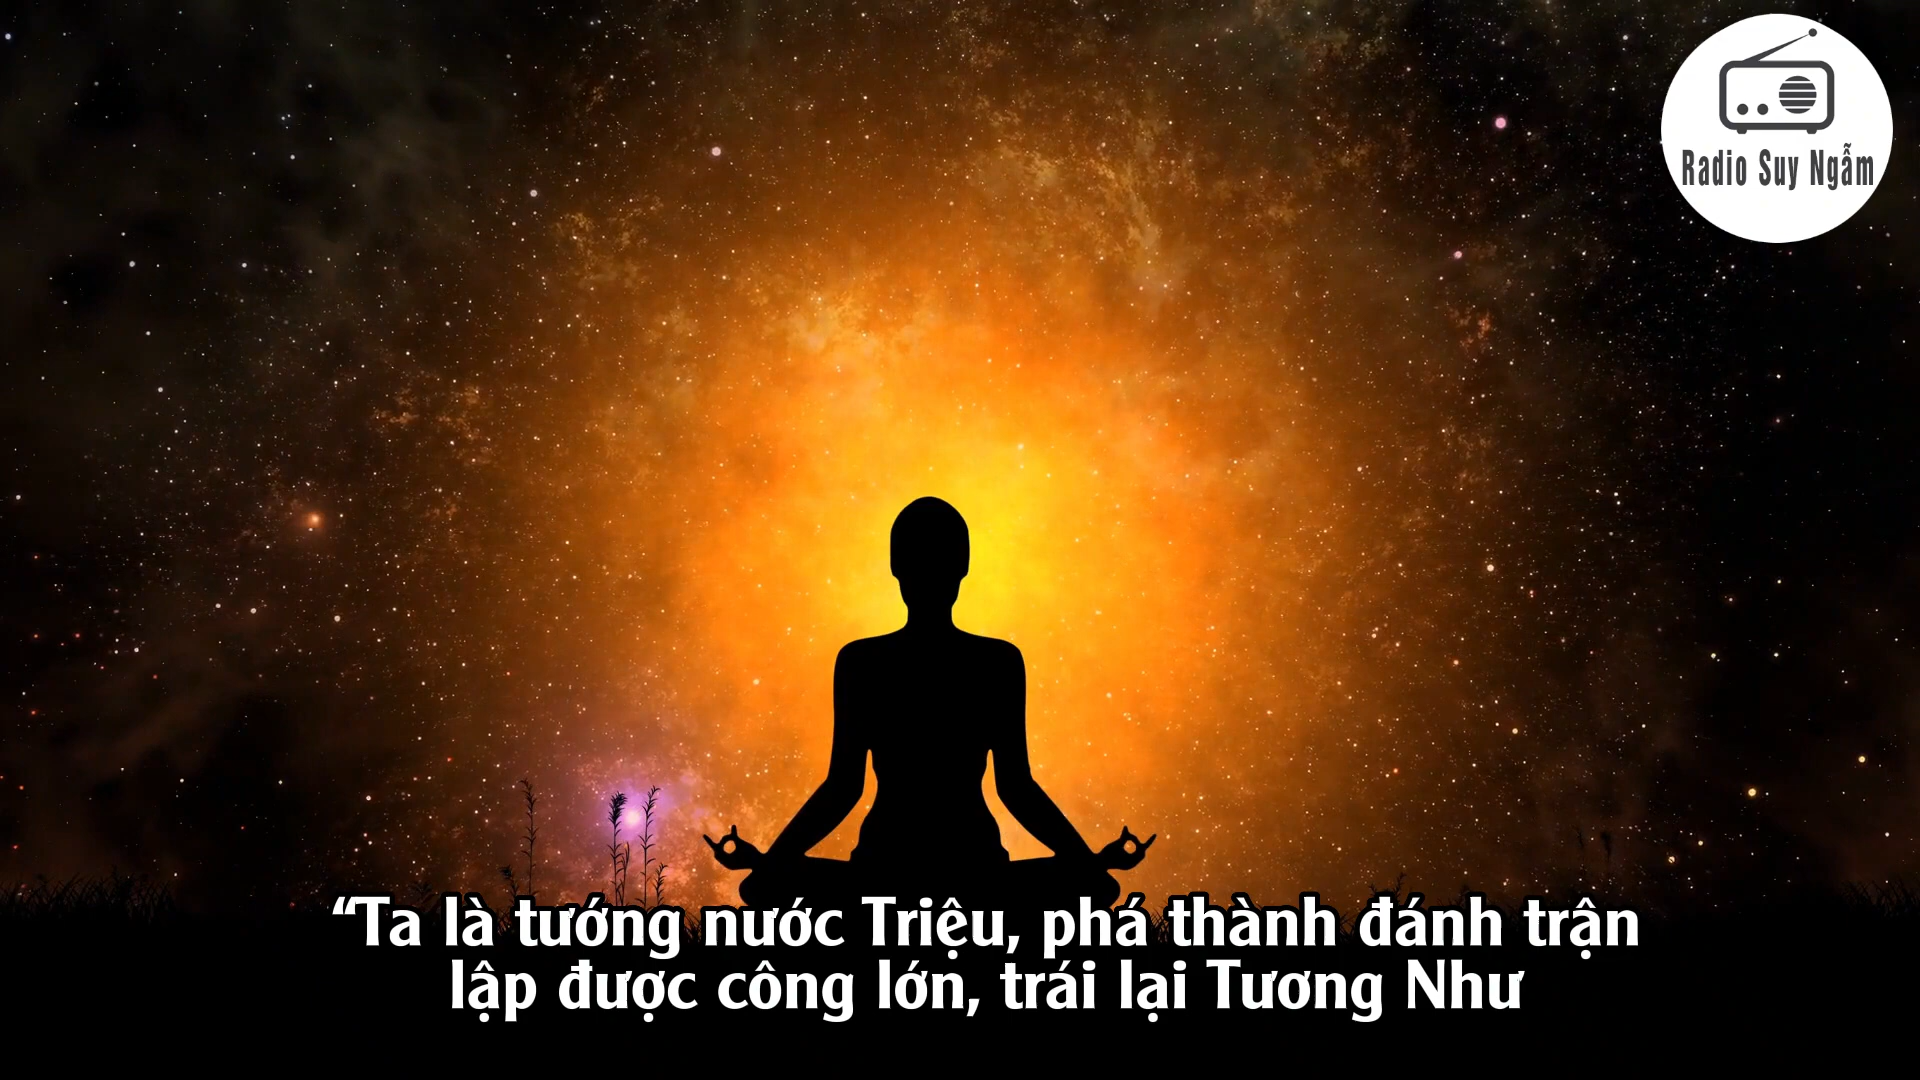 Radio Suy Ngẫm
“Ta là tướng nước Triệu, phá thành đánh trận
lập được công lớn, trái lại Tương Như